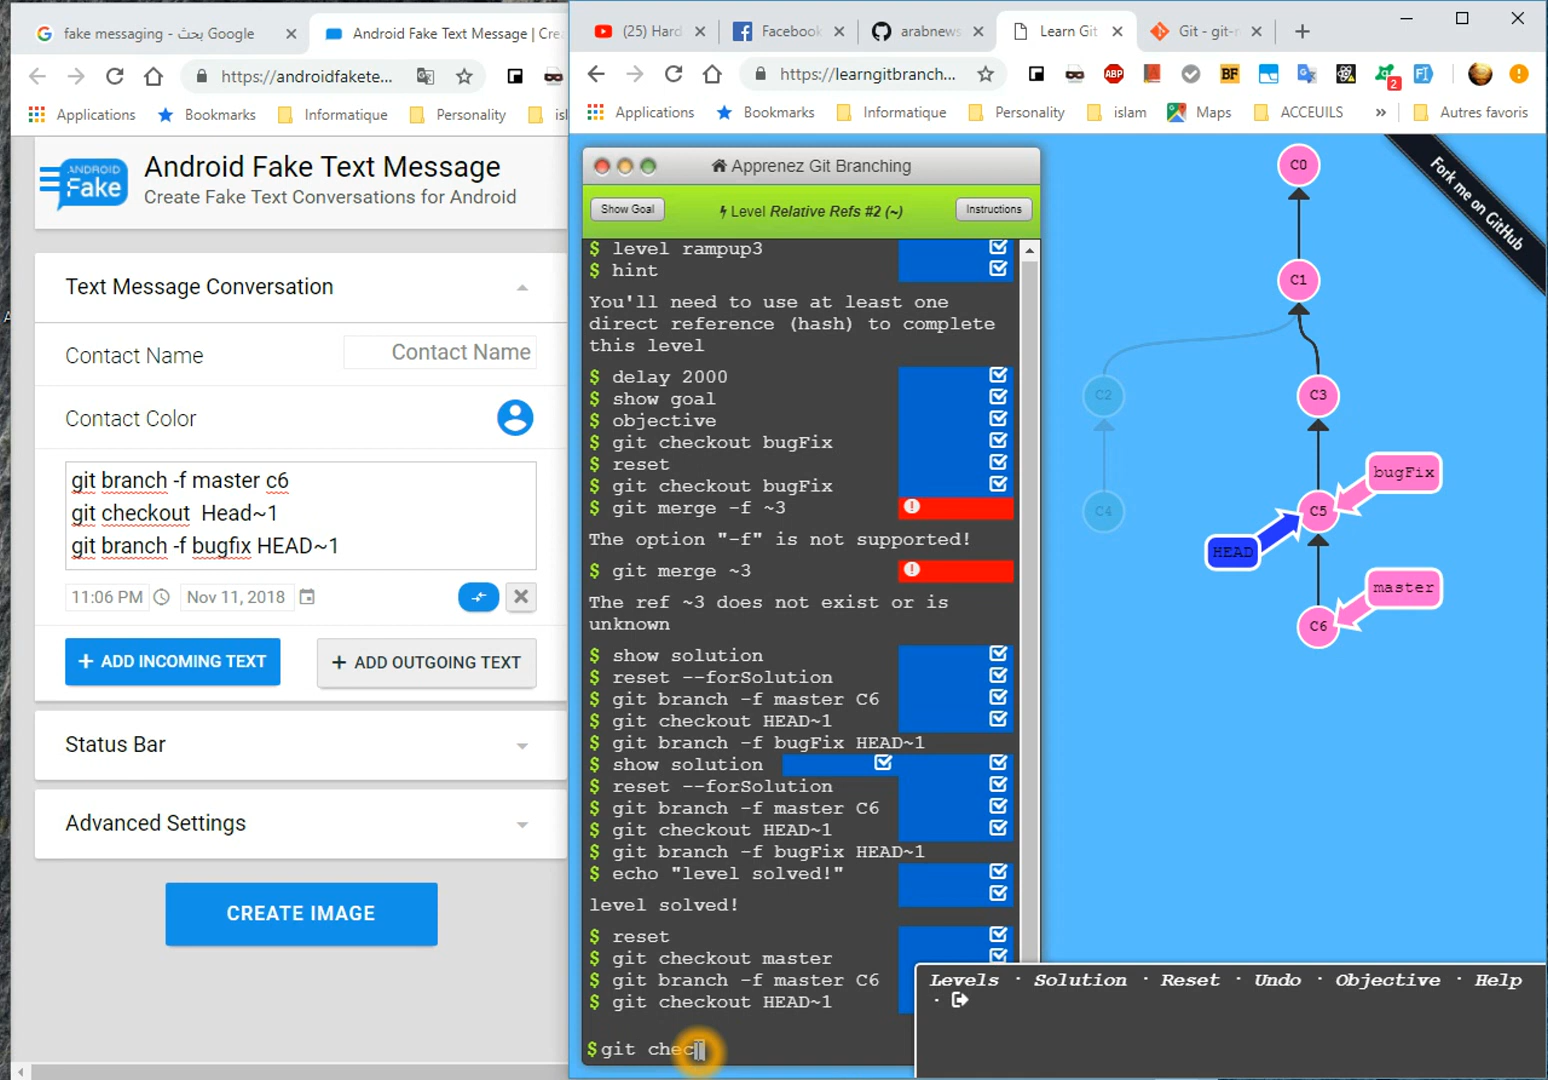 fake messaging - بحث Google
Android Fake Text Message | Cre
https://androidfakete...
Applications
Bookmarks
Informatique
Personality
isl
ANDROID
Fake
Android Fake Text Message
Create Fake Text Conversations for Android
Text Message Conversation
Contact Name
Contact Name
Contact Color
git branch -f master c6
git checkout  Head~1
git branch -f bugfix HEAD~1
11:06 PM
Nov 11, 2018
+ ADD INCOMING TEXT
+ ADD OUTGOING TEXT
Status Bar
Advanced Settings
CREATE IMAGE
(25) Hard
Facebook
arabnews
Learn Git
Git - git-r
https://learngitbranch...
ABP
BF
2
Applications
Bookmarks
Informatique
Personality
islam
Maps
ACCEUILS
»
Autres favoris
Apprenez Git Branching
Show Goal
Level Relative Refs #2 (~)
Instructions
$ level rampup3
$ hint
You'll need to use at least one
direct reference (hash) to complete
this level
$ delay 2000
$ show goal
$ objective
$ git checkout bugFix
$ reset
$ git checkout bugFix
$ git merge -f ~3
The option "-f" is not supported!
$ git merge ~3
The ref ~3 does not exist or is
unknown
$ show solution
$ reset --forSolution
$ git branch -f master C6
$ git checkout HEAD~1
$ git branch -f bugFix HEAD~1
$ show solution
$ reset --forSolution
$ git branch -f master C6
$ git checkout HEAD~1
$ git branch -f bugFix HEAD~1
$ echo "level solved!"
level solved!
$ reset
$ git checkout master
$ git branch -f master C6
$ git checkout HEAD~1
$git chec
C0
C1
C2
C3
C4
C5
C6
bugFix
HEAD
master
Fork me on GitHub
Levels · Solution · Reset · Undo · Objective · Help
·